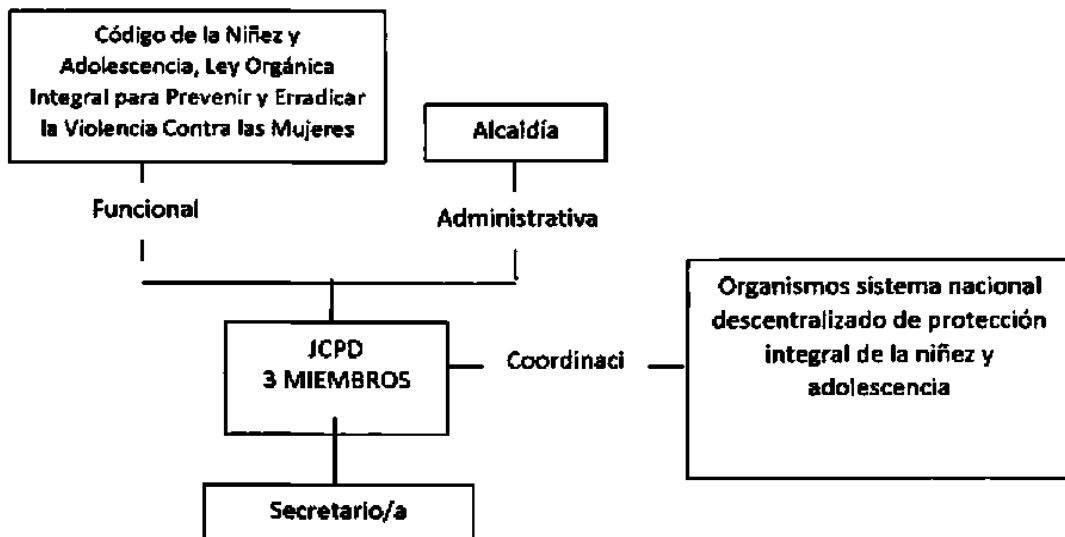 Código de la Niñez y
Adolescencia, Ley Orgánica
Integral para Prevenir y Erradicar
la Violencia Contra las Mujeres
Alcaldía
Funcional
Administrativa
JCPD
3 MIEMBROS
Coordinaci
Organismos sistema nacional
descentralizado de protección
integral de la niñez y
adolescencia
Secretario/a